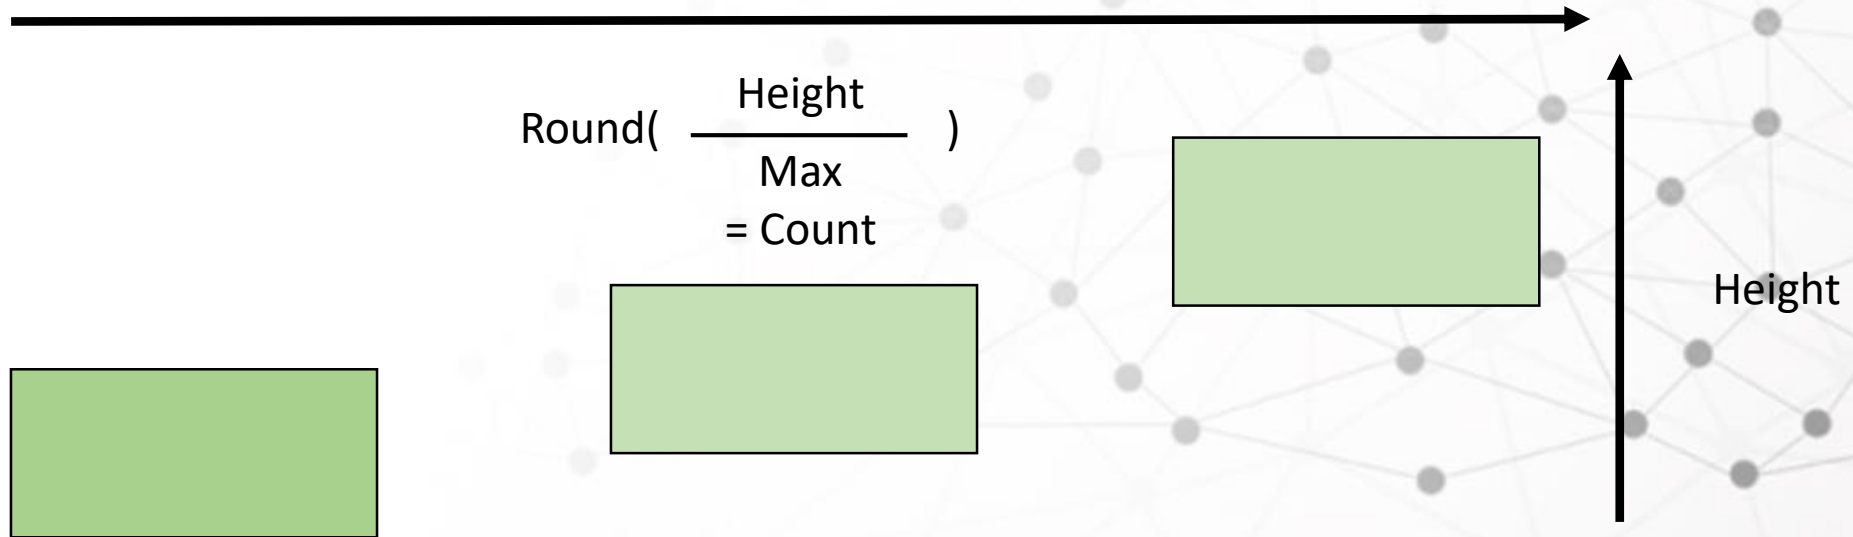 Height
Round( )
Max
= Count
Height